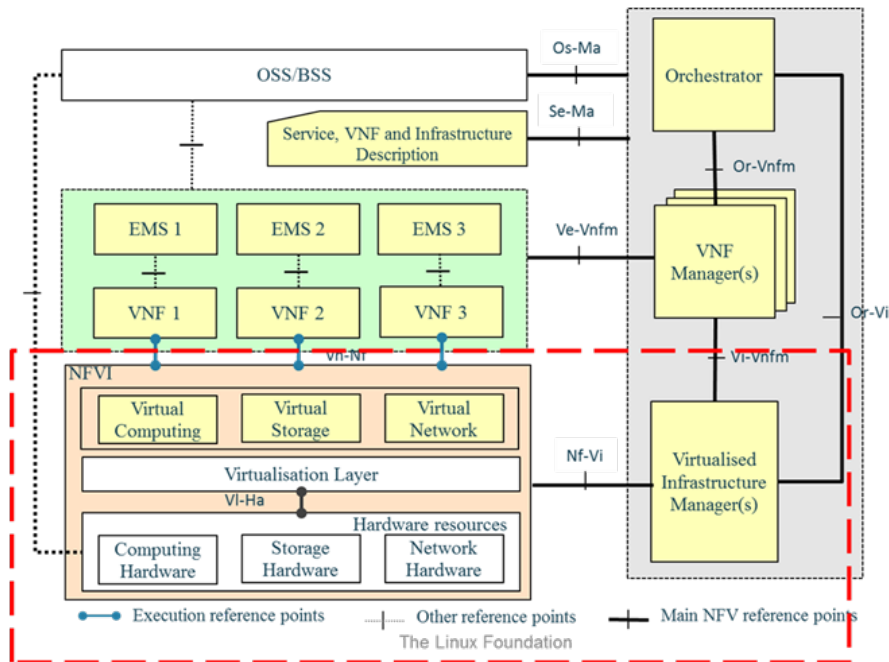 Os-Ma
OSS/BSS
Orchestrator
Se-Ma
Service, VNF and Infrastructure
Description
Or-Vnfm
EMS 1
EMS 2
EMS 3
Ve-Vnfm
VNF
Manager(s)
VNF 1
VNF 2
VNF 3
Or-Vi
Vn-Nf
Vi-Vnfm
NFVI
Virtual
Computing
Virtual
Storage
Virtual
Network
Nf-Vi
Virtualised
Infrastructure
Manager(s)
Virtualisation Layer
Vl-Ha
Hardware resources
Computing
Hardware
Storage
Hardware
Network
Hardware
Execution reference points
Other reference points
Main NFV reference points
The Linux Foundation